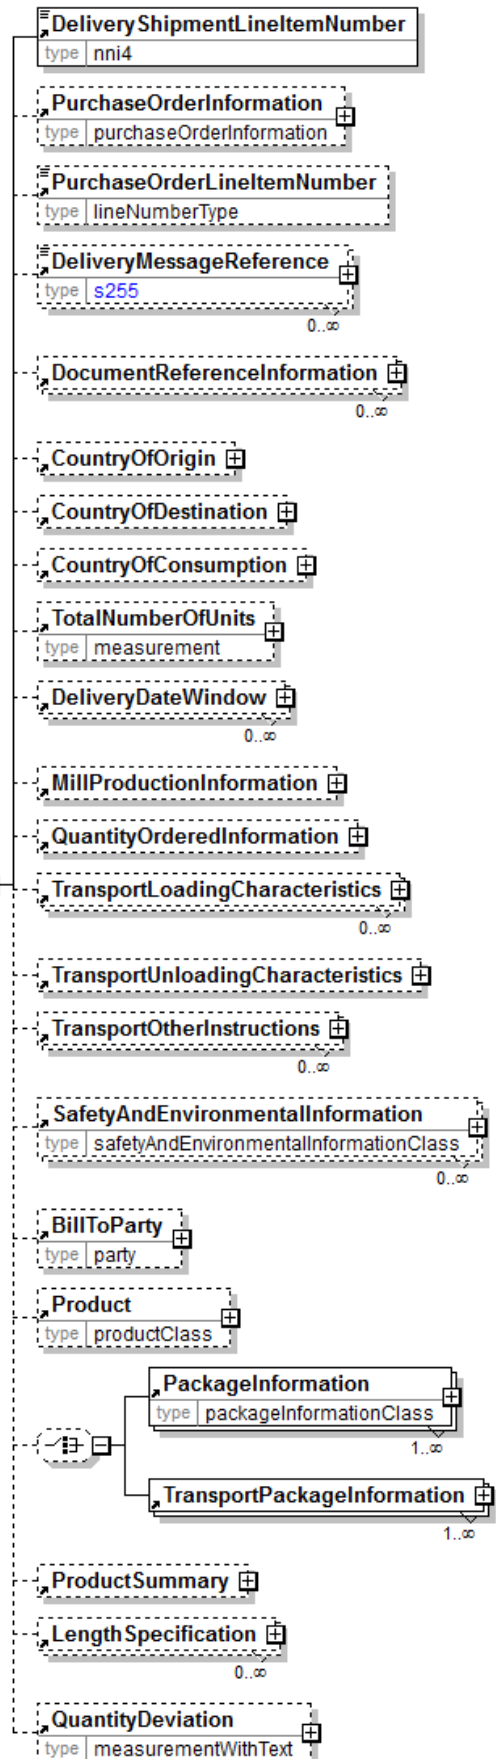 DeliveryShipmentLineItemNumber
type nni4
PurchaseOrderInformation
type purchaseOrderInformation
PurchaseOrderLineItemNumber
type lineNumberType
DeliveryMessageReference
type s255
0..∞
DocumentReferenceInformation
0..∞
CountryOfOrigin
CountryOfDestination
CountryOfConsumption
TotalNumberOfUnits
type measurement
DeliveryDateWindow
0..∞
MillProductionInformation
QuantityOrderedInformation
TransportLoadingCharacteristics
0..∞
TransportUnloadingCharacteristics
TransportOtherInstructions
0..∞
SafetyAndEnvironmentalInformation
type safetyAndEnvironmentalInformationClass
0..∞
BillToParty
type party
Product
type productClass
PackageInformation
type packageInformationClass
1..∞
TransportPackageInformation
1..∞
ProductSummary
LengthSpecification
0..∞
QuantityDeviation
type measurementWithText